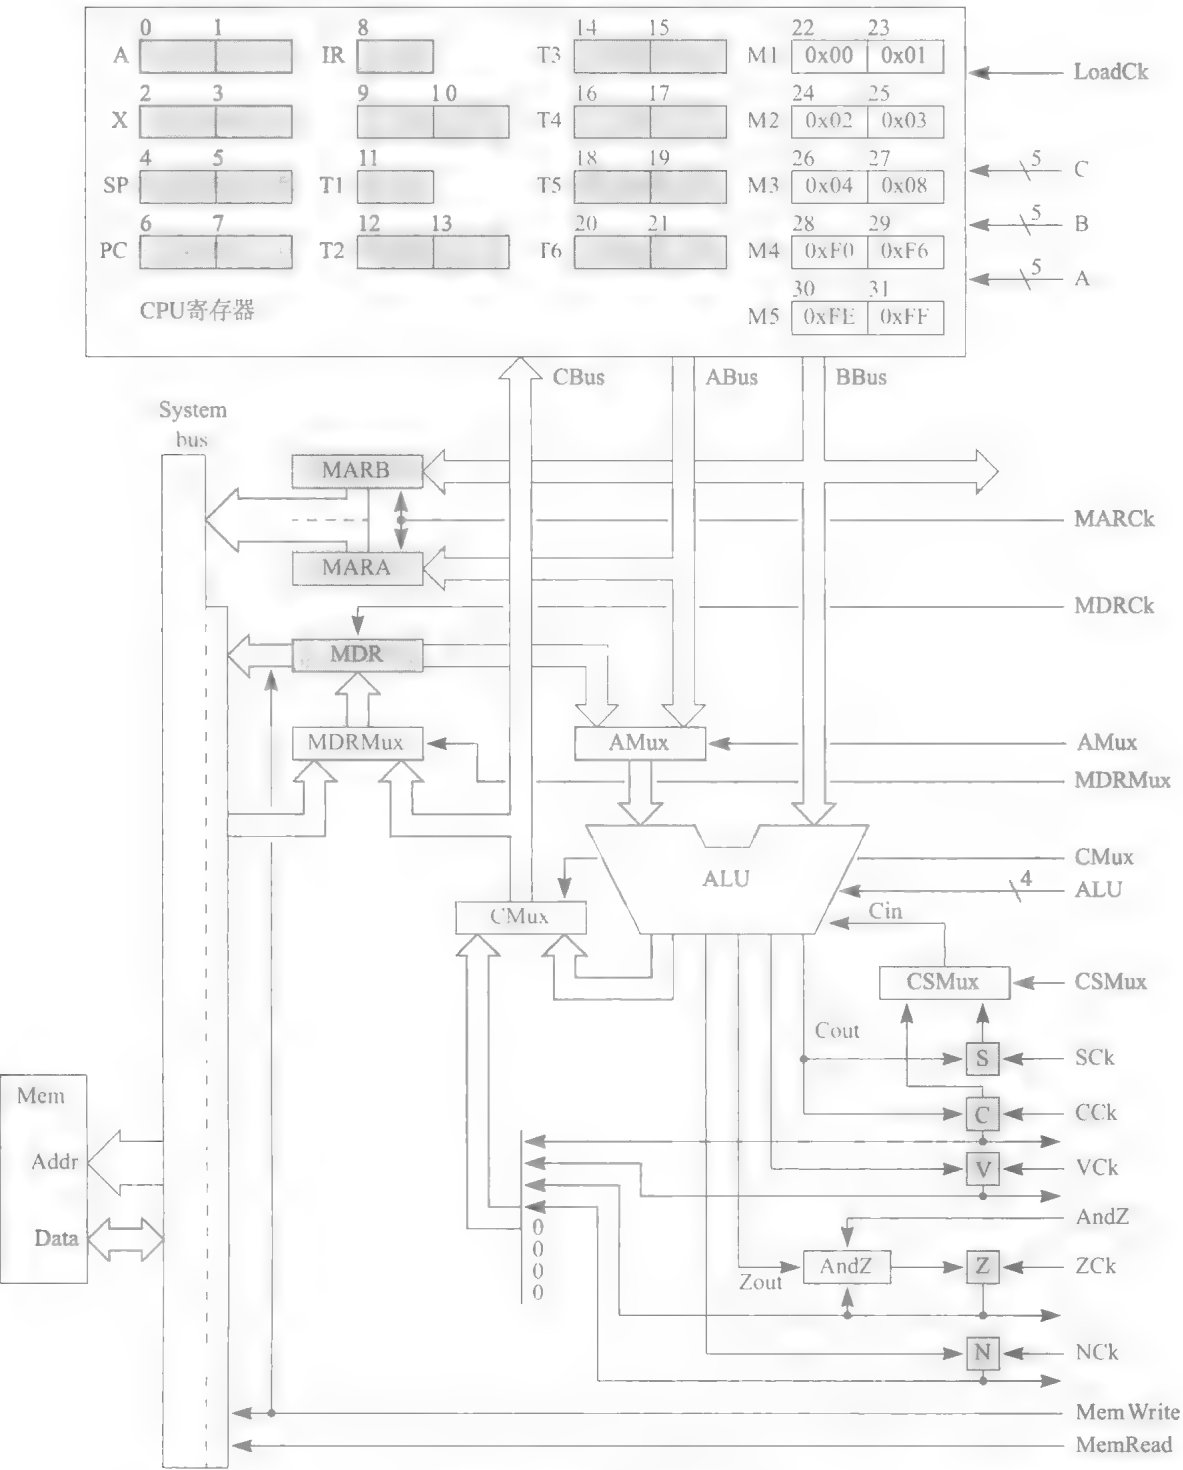 0 1 8 14 15 22 23
A IR T3 M1 0x00 0x01
LoadCk
2 3 9 10 16 17 24 25
X T4 M2 0x02 0x03
4 5 11 18 19 26 27
SP T1 T5 M3 0x04 0x08
5 C
6 7 12 13 20 21 28 29
5 B
PC T2 T6 M4 0xF0 0xF6
5 A
30 31
CPU寄存器 M5 0xFE 0xFF
CBus ABus BBus
System
bus
MARB
MARCk
MARA
MDRCk
MDR
MDRMux AMux AMux
MDRMux
CMux
ALU 4 ALU
CMux Cin
CSMux CSMux
Cout
S SCk
Mem
C CCk
Addr
V VCk
AndZ
0
Data
0
0
0
AndZ Z ZCk
Zout
N NCk
MemWrite
MemRead